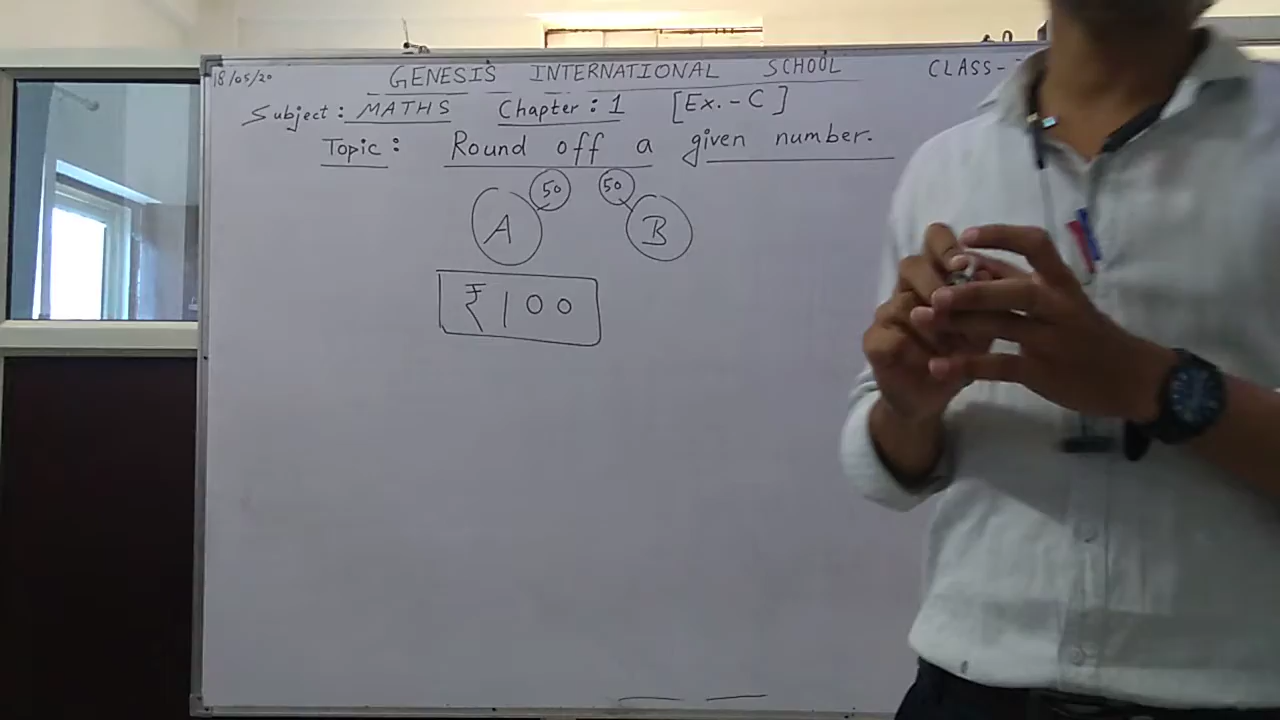 18/05/20 GENESIS INTERNATIONAL SCHOOL CLASS-
Subject: MATHS Chapter: 1 [Ex. - C]
Topic: Round off a given number.
50 50
A B
₹100